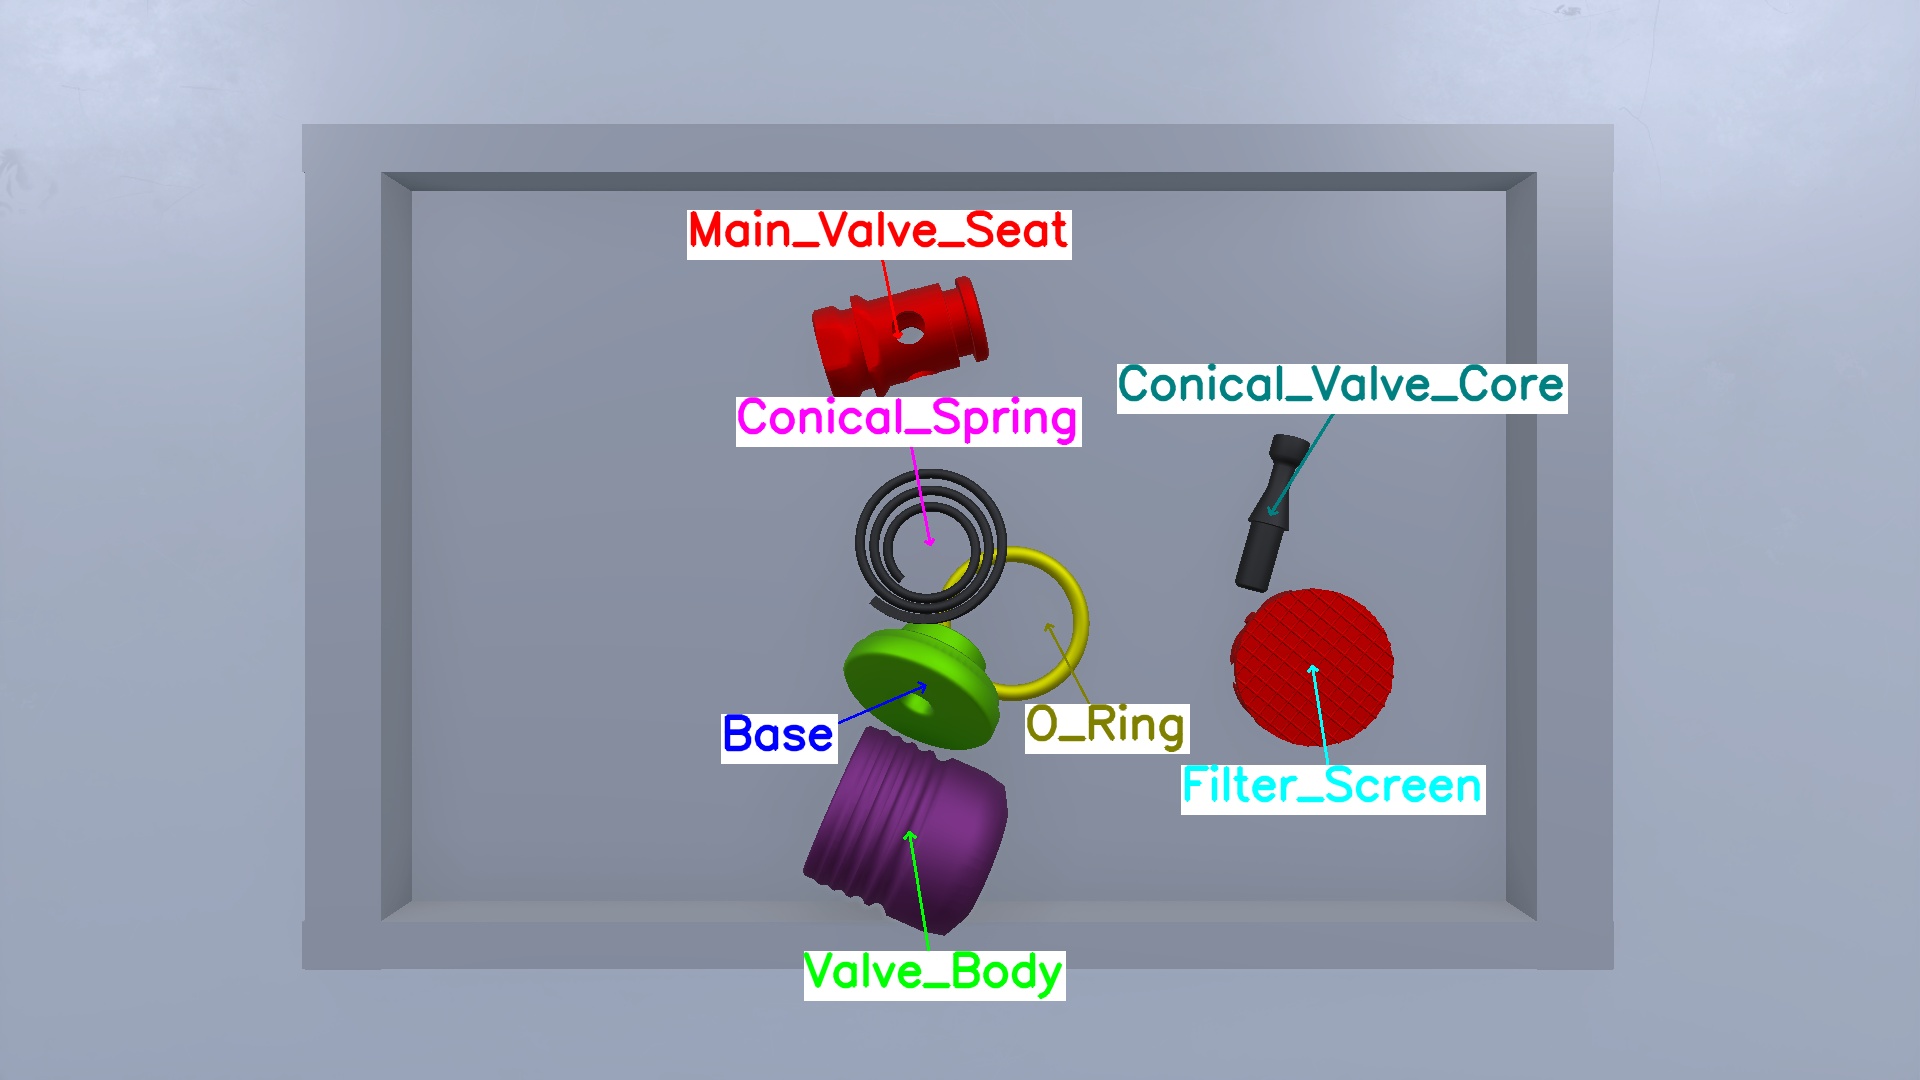 Main_Valve_Seat
Conical_Valve_Core
Conical_Spring
Base
O_Ring
Filter_Screen
Valve_Body